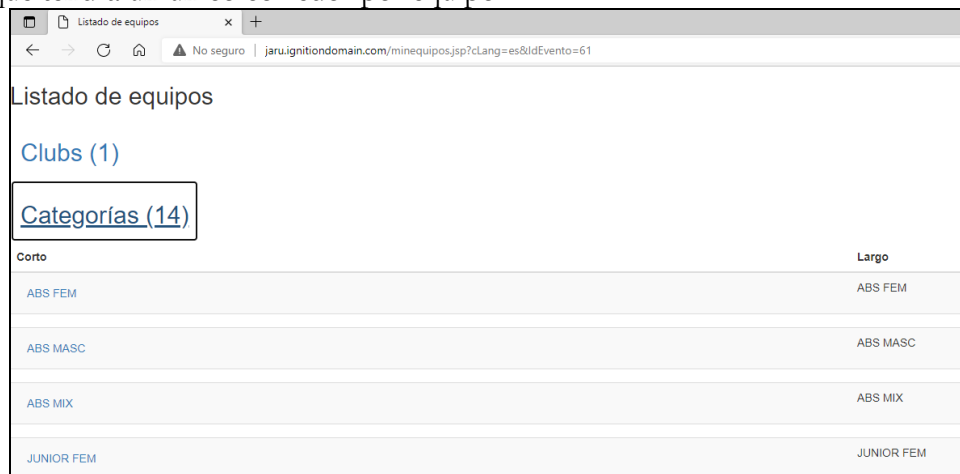 Listado de equipos
No seguro | jaru.ignitiondomain.com/minequipos.jsp?cLang=es&IdEvento=61
Listado de equipos
Clubs (1)
Categorías (14)
Corto Largo
ABS FEM ABS FEM
ABS MASC ABS MASC
ABS MIX ABS MIX
JUNIOR FEM JUNIOR FEM